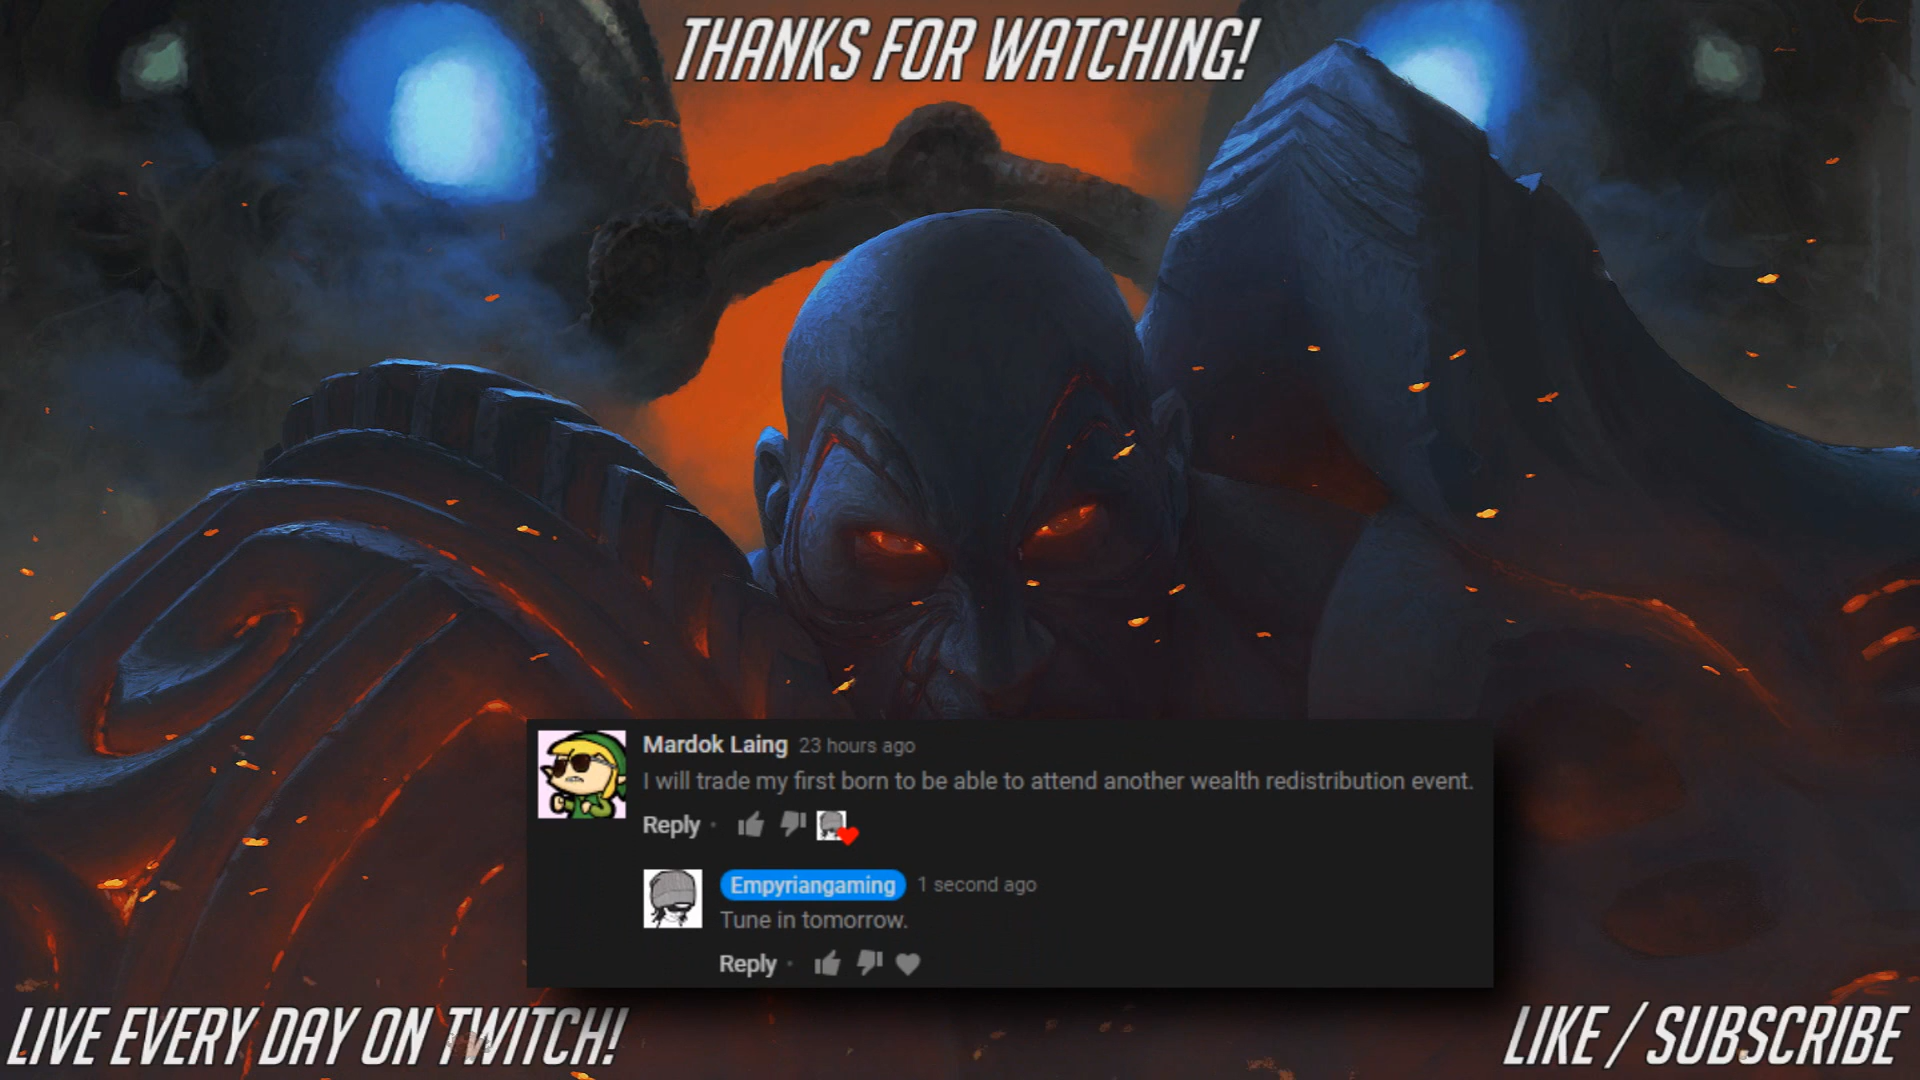 THANKS FOR WATCHING!
Mardok Laing 23 hours ago
I will trade my first born to be able to attend another wealth redistribution event.
Reply
Empyriangaming 1 second ago
Tune in tomorrow.
Reply
LIVE EVERY DAY ON TWITCH!
LIKE / SUBSCRIBE